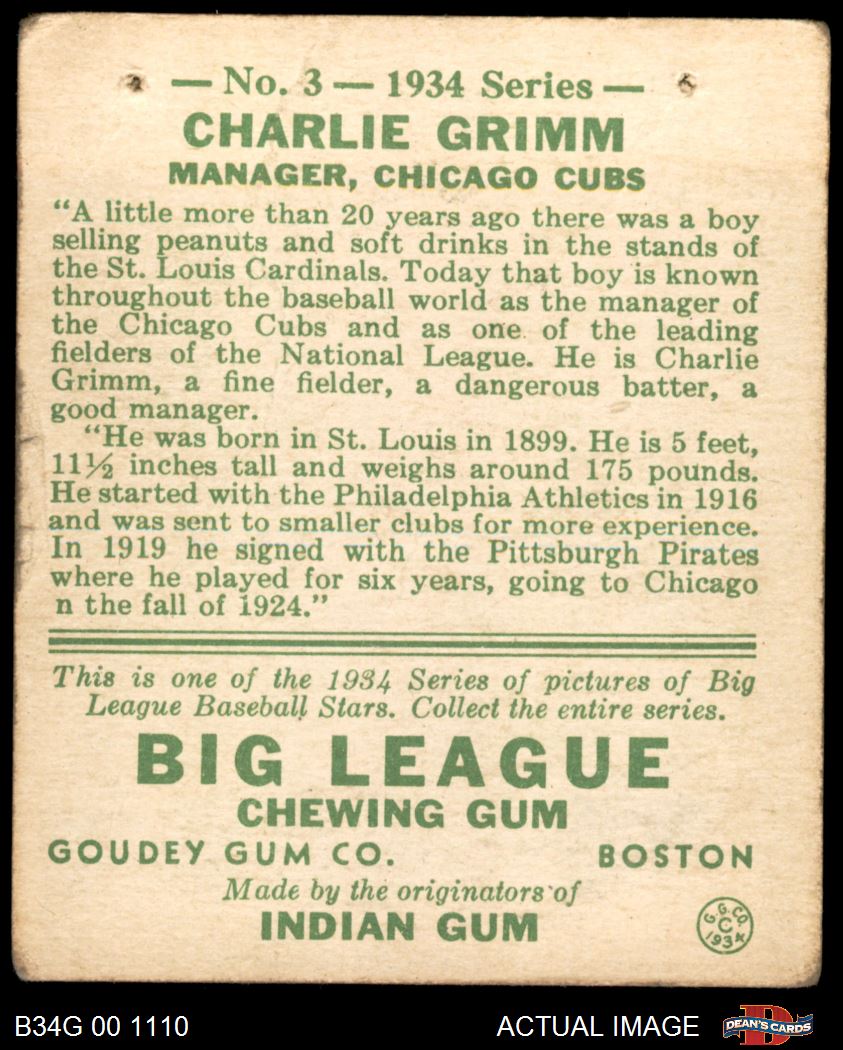 — No. 3 — 1934 Series —
CHARLIE GRIMM
MANAGER, CHICAGO CUBS
"A little more than 20 years ago there was a boy
selling peanuts and soft drinks in the stands of
the St. Louis Cardinals. Today that boy is known
throughout the baseball world as the manager of
the Chicago Cubs and as one of the leading
fielders of the National League. He is Charlie
Grimm, a fine fielder, a dangerous batter, a
good manager.
"He was born in St. Louis in 1899. He is 5 feet,
11½ inches tall and weighs around 175 pounds.
He started with the Philadelphia Athletics in 1916
and was sent to smaller clubs for more experience.
In 1919 he signed with the Pittsburgh Pirates
where he played for six years, going to Chicago
n the fall of 1924."
This is one of the 1934 Series of pictures of Big
League Baseball Stars. Collect the entire series.
BIG LEAGUE
CHEWING GUM
GOUDEY GUM CO. BOSTON
Made by the originators of
INDIAN GUM
G. G. CO.
C
1934
B34G 00 1110 ACTUAL IMAGE
D
DEAN'S CARDS